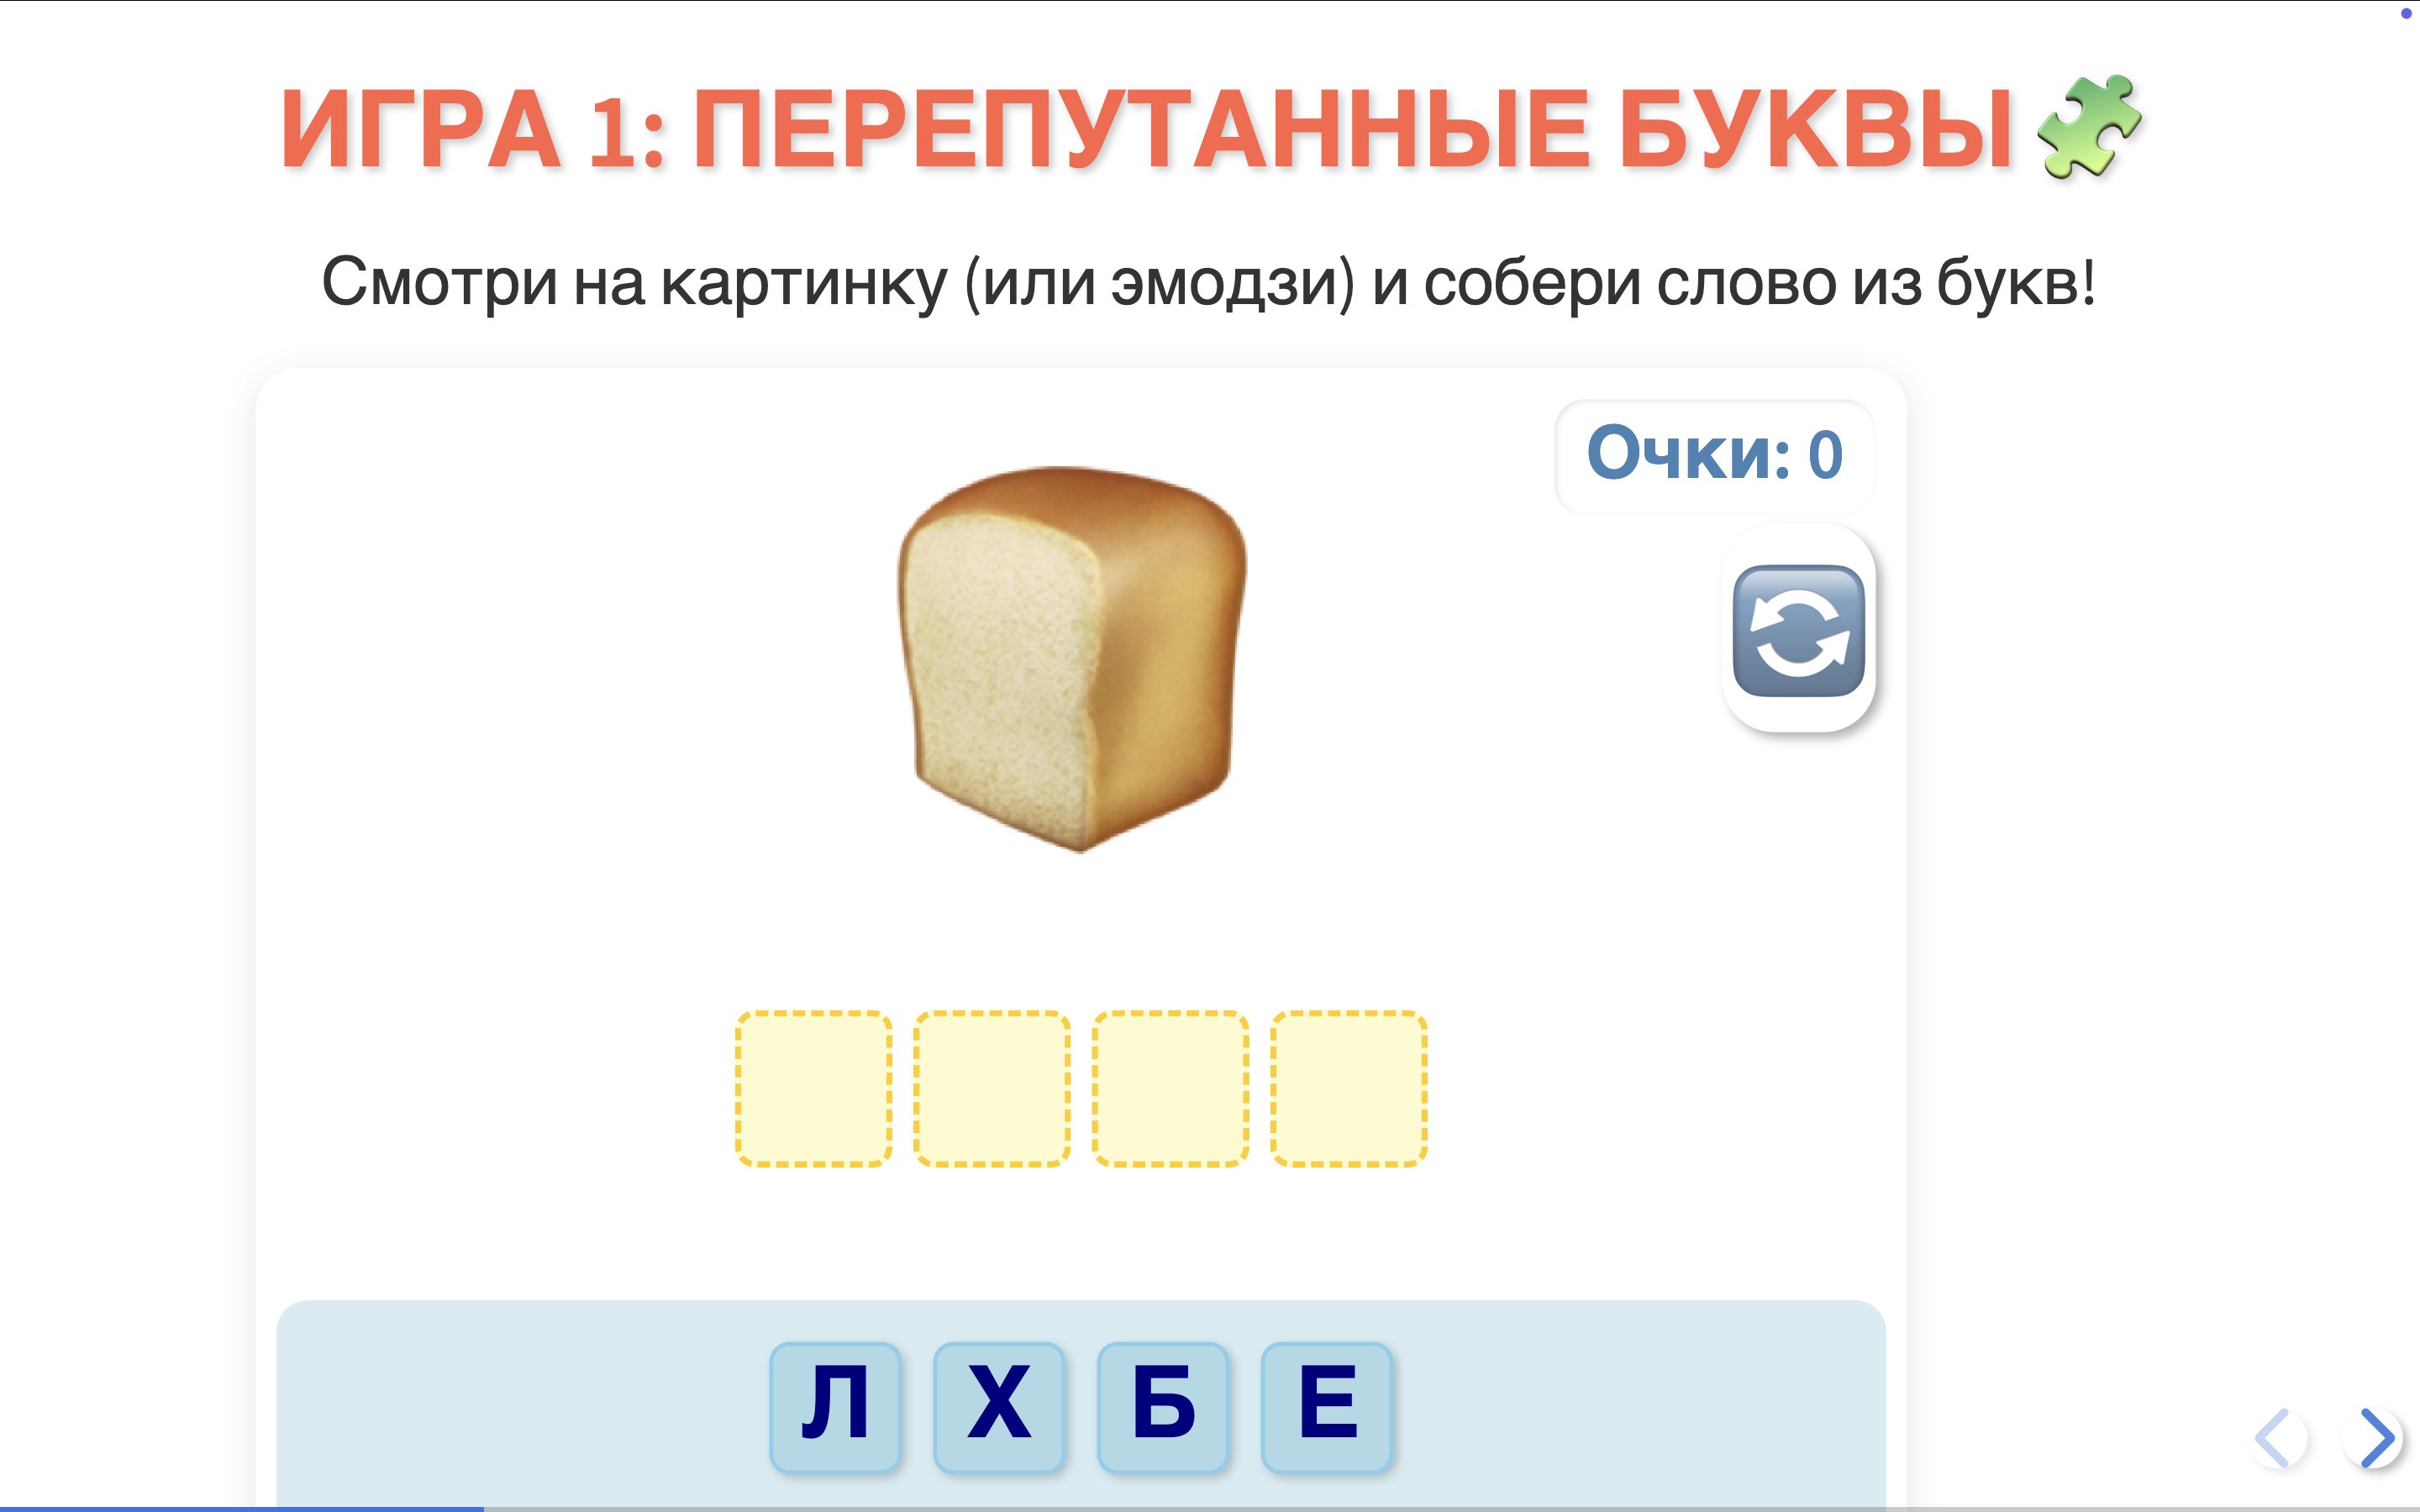 ИГРА 1: ПЕРЕПУТАННЫЕ БУКВЫ
Смотри на картинку (или эмодзи) и собери слово из букв!
Очки: 0
Л Х Б Е